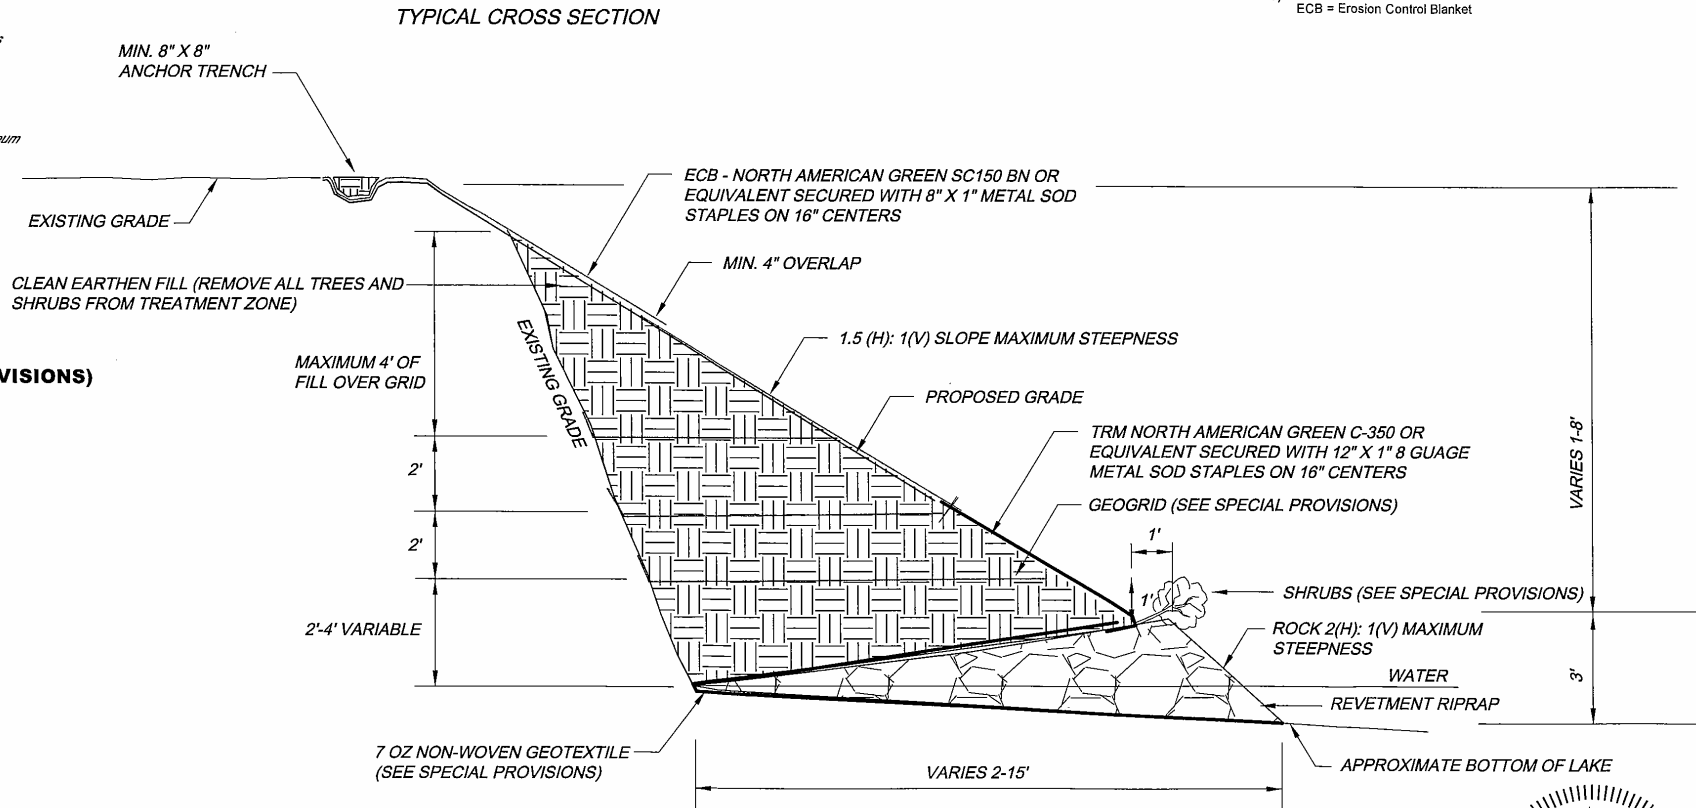 TYPICAL CROSS SECTION
ECB = Erosion Control Blanket
MIN. 8" X 8"
ANCHOR TRENCH
EXISTING GRADE
ECB - NORTH AMERICAN GREEN SC150 BN OR
EQUIVALENT SECURED WITH 8" X 1" METAL SOD
STAPLES ON 16" CENTERS
MIN. 4" OVERLAP
CLEAN EARTHEN FILL (REMOVE ALL TREES AND
SHRUBS FROM TREATMENT ZONE)
EXISTING GRADE
1.5 (H): 1(V) SLOPE MAXIMUM STEEPNESS
MAXIMUM 4' OF
FILL OVER GRID
VISIONS)
PROPOSED GRADE
TRM NORTH AMERICAN GREEN C-350 OR
EQUIVALENT SECURED WITH 12" X 1" 8 GUAGE
METAL SOD STAPLES ON 16" CENTERS
VARIES 1-8'
2'
GEOGRID (SEE SPECIAL PROVISIONS)
2'
1'
1'
SHRUBS (SEE SPECIAL PROVISIONS)
2'-4' VARIABLE
ROCK 2(H): 1(V) MAXIMUM
STEEPNESS
WATER
3'
REVETMENT RIPRAP
7 OZ NON-WOVEN GEOTEXTILE
(SEE SPECIAL PROVISIONS)
VARIES 2-15'
APPROXIMATE BOTTOM OF LAKE